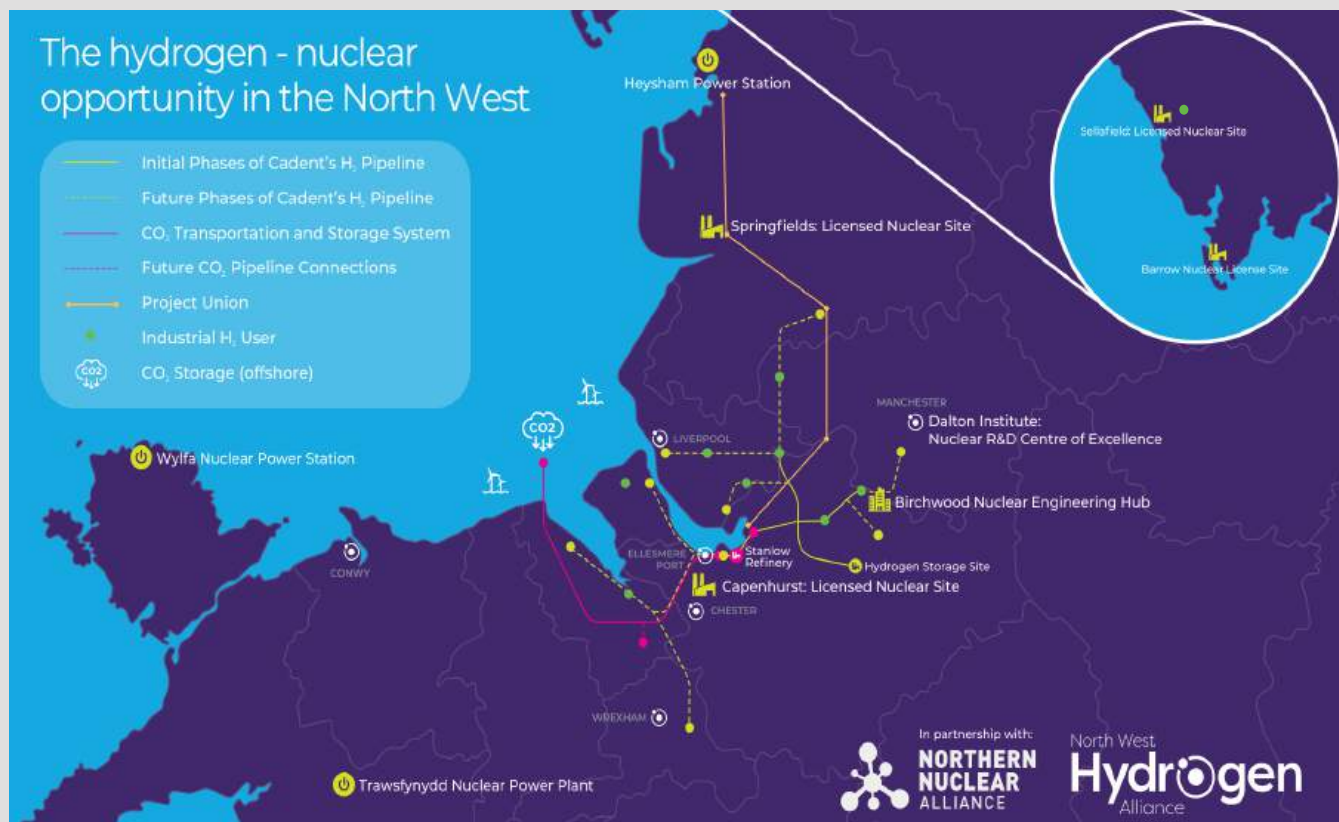 The hydrogen - nuclear
opportunity in the North West
Initial Phases of Cadent's H₂ Pipeline
Future Phases of Cadent's H₂ Pipeline
CO₂ Transportation and Storage System
Future CO₂ Pipeline Connections
Project Union
Industrial H₂ User
CO2
CO₂ Storage (offshore)
Heysham Power Station
Sellafield: Licensed Nuclear Site
Barrow Nuclear License Site
Springfields: Licensed Nuclear Site
MANCHESTER
Dalton Institute:
Nuclear R&D Centre of Excellence
CO2
LIVERPOOL
Wylfa Nuclear Power Station
Birchwood Nuclear Engineering Hub
CONWY
ELLESMERE
PORT
Stanlow
Refinery
Hydrogen Storage Site
Capenhurst: Licensed Nuclear Site
CHESTER
WREXHAM
Trawsfynydd Nuclear Power Plant
In partnership with:
NORTHERN
NUCLEAR
ALLIANCE
North West
Hydrogen
Alliance